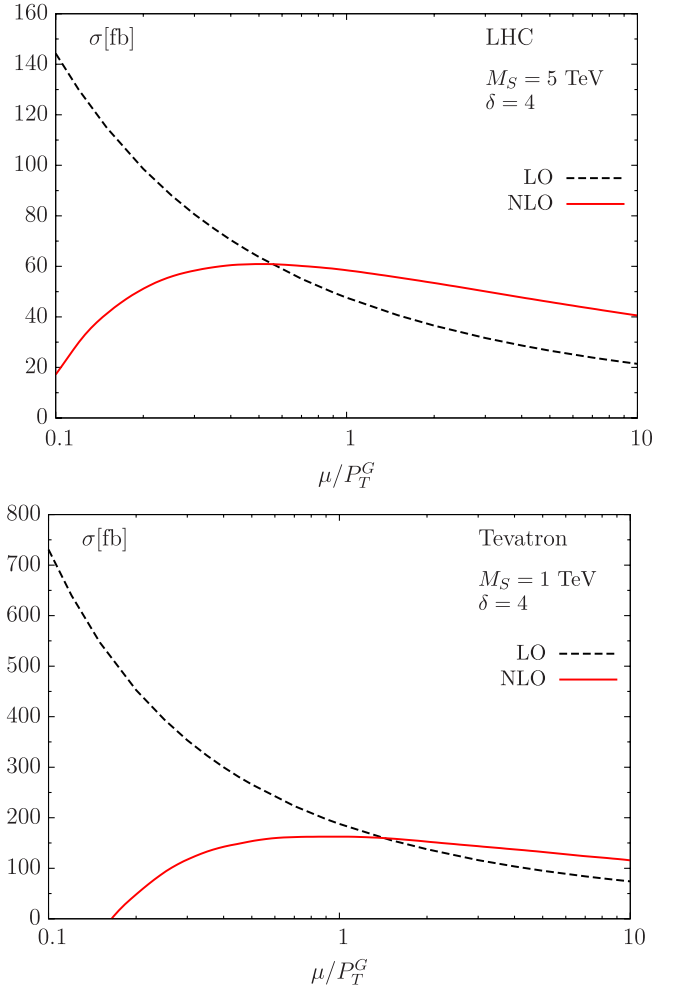 160
140
120
100
80
60
40
20
0
σ[fb]
LHC
M_S = 5 TeV
δ = 4
LO
NLO
0.1
1
10
μ/P_T^G
800
700
600
500
400
300
200
100
0
σ[fb]
Tevatron
M_S = 1 TeV
δ = 4
LO
NLO
0.1
1
10
μ/P_T^G